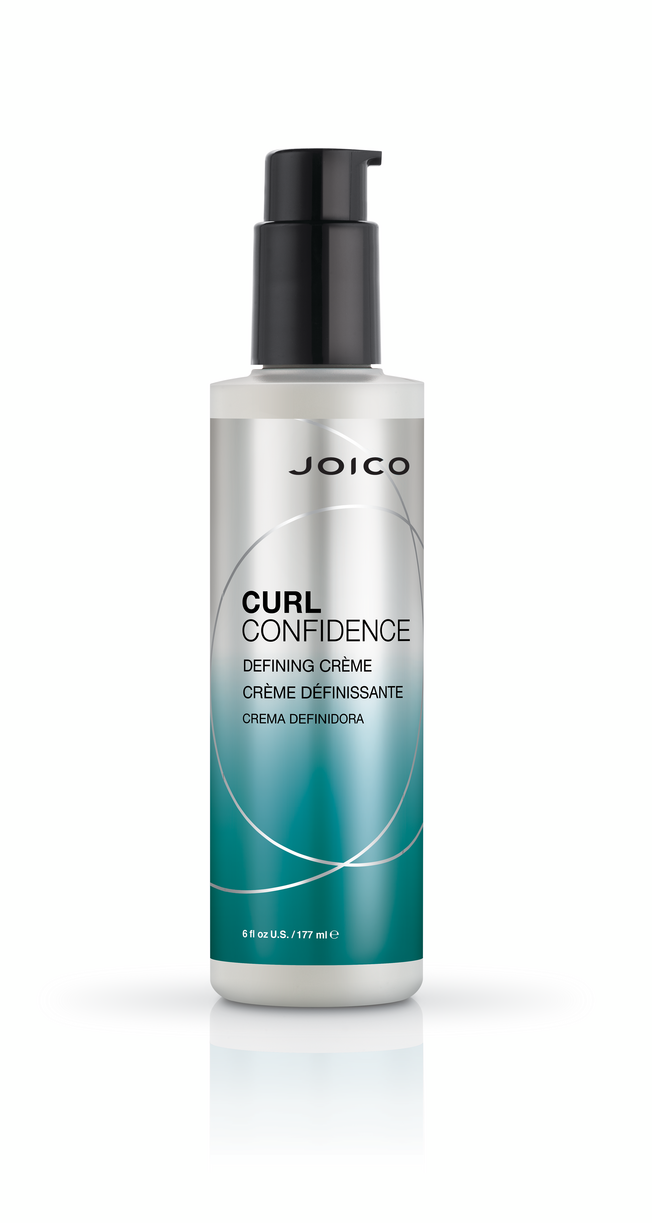 JOICO
CURL
CONFIDENCE
DEFINING CRÈME
CRÈME DÉFINISSANTE
CREMA DEFINIDORA
6 fl oz U.S. / 177 ml ℮